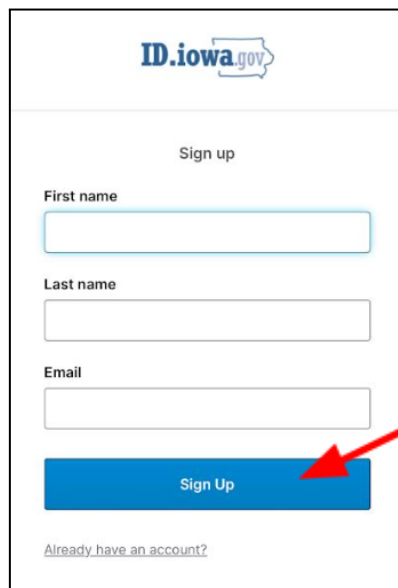 ID.iowa.gov
Sign up
First name
Last name
Email
Sign Up
Already have an account?